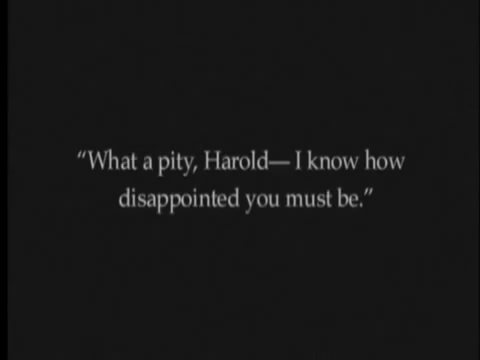 “What a pity, Harold— I know how
disappointed you must be.”